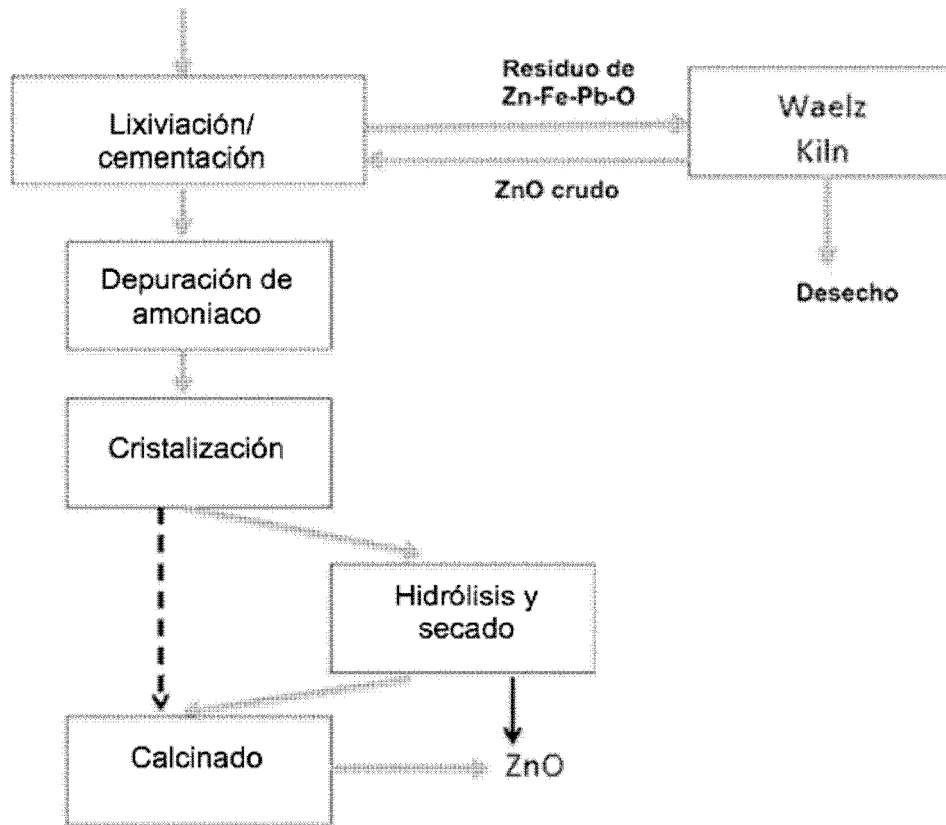 Residuo de
Zn-Fe-Pb-O
Lixiviación/
cementación
Waelz
Kiln
ZnO crudo
Depuración de
amoniaco
Desecho
Cristalización
Hidrólisis y
secado
Calcinado
ZnO